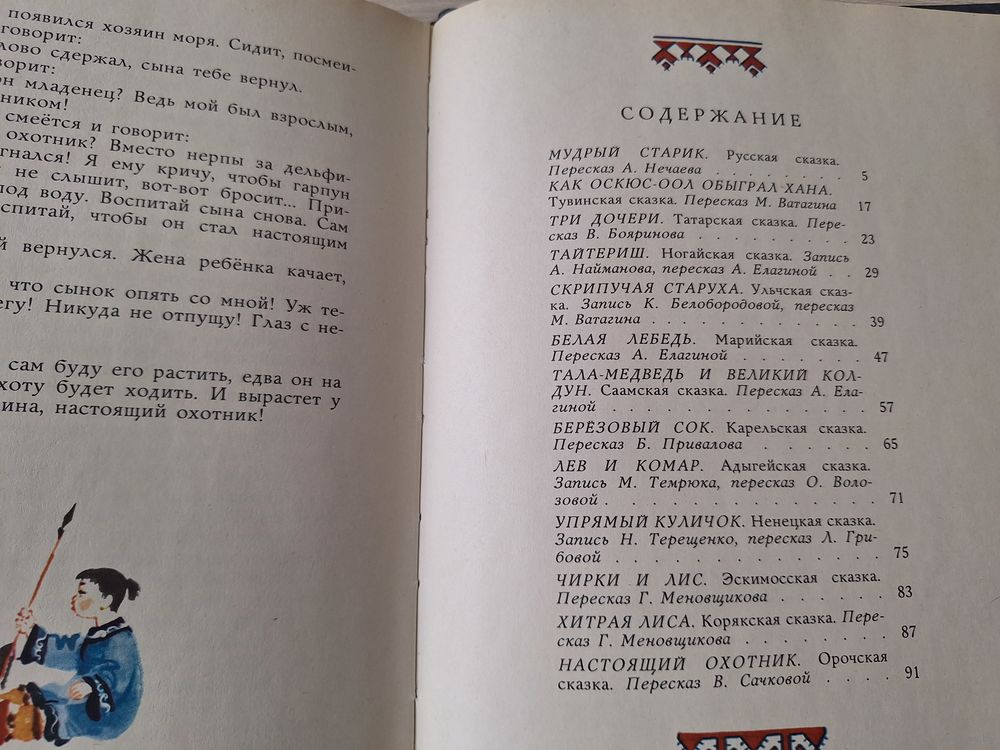 появился хозяин моря. Сидит, посмеи-
говорит:
лово сдержал, сына тебе вернул.
ворит:
он младенец? Ведь мой был взрослым,
ником!
смеётся и говорит:
охотник? Вместо нерпы за дельфи-
гнался! Я ему кричу, чтобы гарпун
не слышит, вот-вот бросит... При-
под воду. Воспитай сына снова. Сам
оспитай, чтобы он стал настоящим
й вернулся. Жена ребёнка качает,
что сынок опять со мной! Уж те-
егу! Никуда не отпущу! Глаз с не-
сам буду его растить, едва он на
хоту будет ходить. И вырастет у
ина, настоящий охотник!
СОДЕРЖАНИЕ
МУДРЫЙ СТАРИК. Русская сказка.
Пересказ А. Нечаева . . . . . . . . 5
КАК ОСКЮС-ООЛ ОБЫГРАЛ ХАНА.
Тувинская сказка. Пересказ М. Ватагина 17
ТРИ ДОЧЕРИ. Татарская сказка. Пере-
сказ В. Бояринова . . . . . . . . . 23
ТАЙТЕРИШ. Ногайская сказка. Запись
А. Найманова, пересказ А. Елагиной . . 29
СКРИПУЧАЯ СТАРУХА. Ульчская сказ-
ка. Запись К. Белобородовой, пересказ
М. Ватагина . . . . . . . . . . . . 39
БЕЛАЯ ЛЕБЕДЬ. Марийская сказка.
Пересказ А. Елагиной . . . . . . . 47
ТАЛА-МЕДВЕДЬ И ВЕЛИКИЙ КОЛ-
ДУН. Саамская сказка. Пересказ А. Ела-
гиной . . . . . . . . . . . . . . . 57
БЕРЁЗОВЫЙ СОК. Карельская сказка.
Пересказ Б. Привалова . . . . . . 65
ЛЕВ И КОМАР. Адыгейская сказка.
Запись М. Темрюка, пересказ О. Воло-
зовой . . . . . . . . . . . . . . . 71
УПРЯМЫЙ КУЛИЧОК. Ненецкая сказка.
Запись Н. Терещенко, пересказ Л. Гри-
бовой . . . . . . . . . . . . . . . 75
ЧИРКИ И ЛИС. Эскимосская сказка.
Пересказ Г. Меновщикова . . . . . . 83
ХИТРАЯ ЛИСА. Корякская сказка. Пере-
сказ Г. Меновщикова . . . . . . . . 87
НАСТОЯЩИЙ ОХОТНИК. Орочская
сказка. Пересказ В. Сачковой . . . . 91